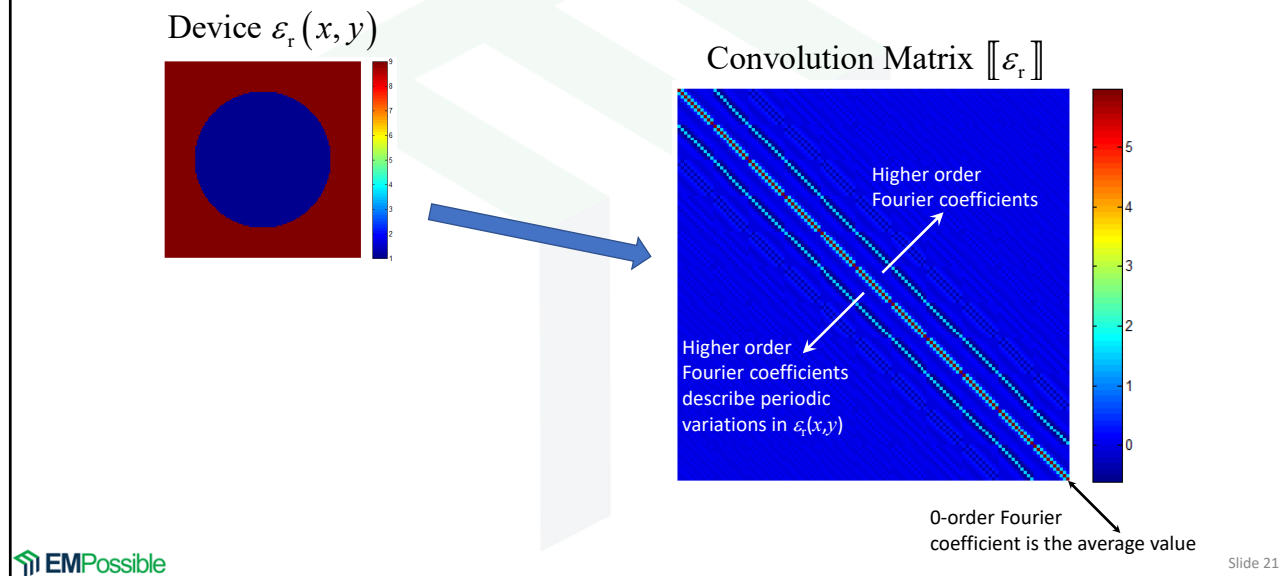 Device εr(x, y)
9
8
7
6
5
4
3
2
1
Convolution Matrix ⟦εr⟧
5
4
3
2
1
0
Higher order
Fourier coefficients
Higher order
Fourier coefficients
describe periodic
variations in εr(x,y)
0-order Fourier
coefficient is the average value
EMPossible
Slide 21